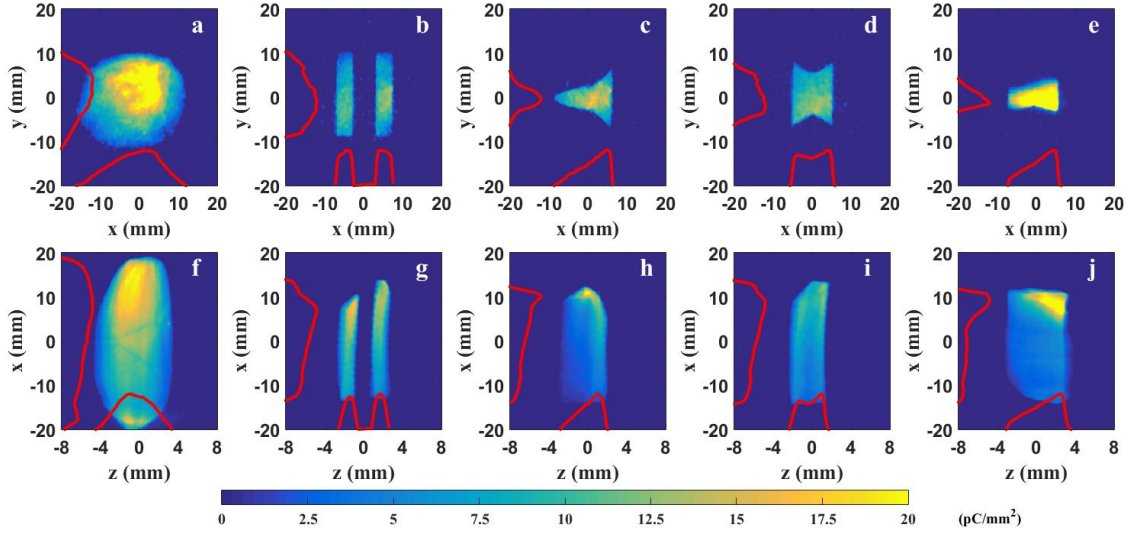 a b c d e
y (mm) y (mm) y (mm) y (mm) y (mm)
20 20 20 20 20
10 10 10 10 10
0 0 0 0 0
-10 -10 -10 -10 -10
-20 -20 -20 -20 -20
-20 -10 0 10 20 -20 -10 0 10 20 -20 -10 0 10 20 -20 -10 0 10 20 -20 -10 0 10 20
x (mm) x (mm) x (mm) x (mm) x (mm)
f g h i j
x (mm) x (mm) x (mm) x (mm) x (mm)
20 20 20 20 20
10 10 10 10 10
0 0 0 0 0
-10 -10 -10 -10 -10
-20 -20 -20 -20 -20
-8 -4 0 4 8 -8 -4 0 4 8 -8 -4 0 4 8 -8 -4 0 4 8 -8 -4 0 4 8
z (mm) z (mm) z (mm) z (mm) z (mm)
0 2.5 5 7.5 10 12.5 15 17.5 20 (pC/mm²)